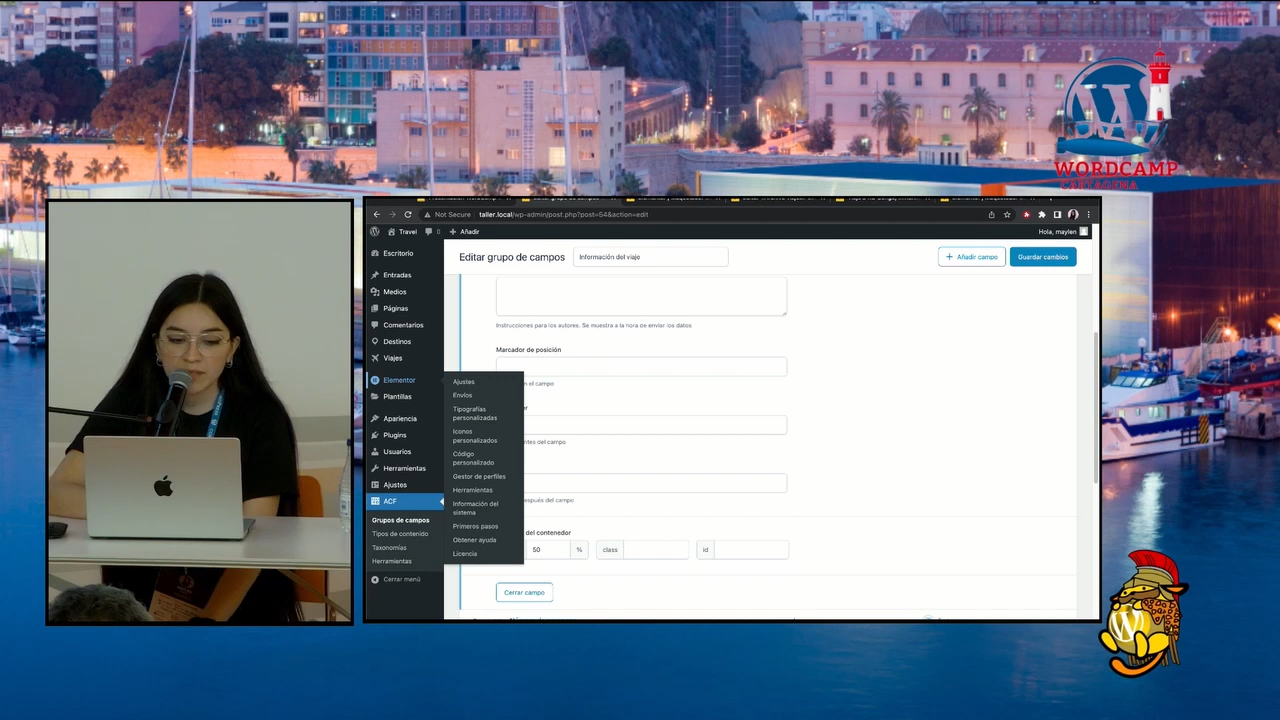 WORDCAMP
CARTAGENA
Not Secure
taller.local/wp-admin/post.php?post=54&action=edit
Travel
0
Añadir
Hola, maylen
Escritorio
Entradas
Medios
Páginas
Comentarios
Destinos
Viajes
Elementor
Plantillas
Apariencia
Plugins
Usuarios
Herramientas
Ajustes
ACF
Grupos de campos
Tipos de contenido
Taxonomías
Herramientas
Cerrar menú
Ajustes
Envíos
Tipografías
personalizadas
Iconos
personalizados
Código
personalizado
Gestor de perfiles
Herramientas
Información del
sistema
Primeros pasos
Obtener ayuda
Licencia
Editar grupo de campos
Información del viaje
+ Añadir campo
Guardar cambios
Instrucciones para los autores. Se muestra a la hora de enviar los datos
Marcador de posición
en el campo
antes del campo
después del campo
del contenedor
50
%
class
id
Cerrar campo